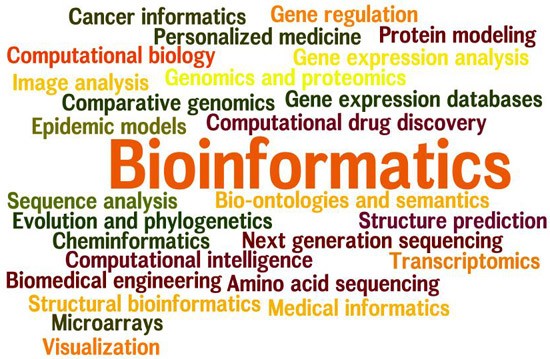 Cancer informatics
Gene regulation
Personalized medicine
Protein modeling
Computational biology
Gene expression analysis
Image analysis
Genomics and proteomics
Comparative genomics
Gene expression databases
Epidemic models
Computational drug discovery
Bioinformatics
Sequence analysis
Bio-ontologies and semantics
Evolution and phylogenetics
Structure prediction
Cheminformatics
Next generation sequencing
Computational intelligence
Transcriptomics
Biomedical engineering
Amino acid sequencing
Structural bioinformatics
Medical informatics
Microarrays
Visualization